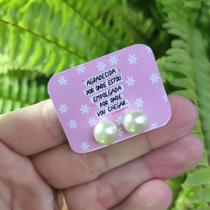 AGRADECIDA
POR ONDE ESTOU,
EMPOLGADA
POR ONDE
VOU CHEGAR.